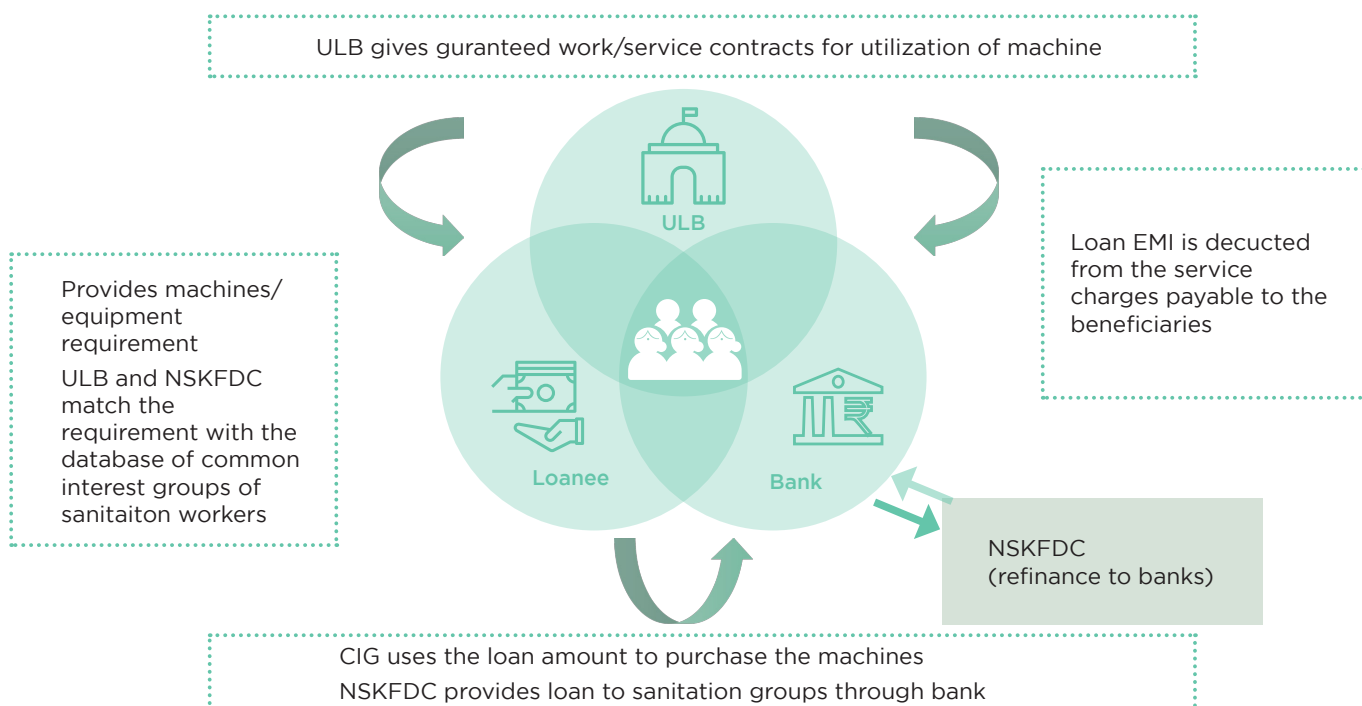 ULB gives guranteed work/service contracts for utilization of machine
ULB
Provides machines/
equipment
requirement
ULB and NSKFDC
match the
requirement with the
database of common
interest groups of
sanitaiton workers
Loan EMI is decucted
from the service
charges payable to the
beneficiaries
Loanee
Bank
NSKFDC
(refinance to banks)
CIG uses the loan amount to purchase the machines
NSKFDC provides loan to sanitation groups through bank